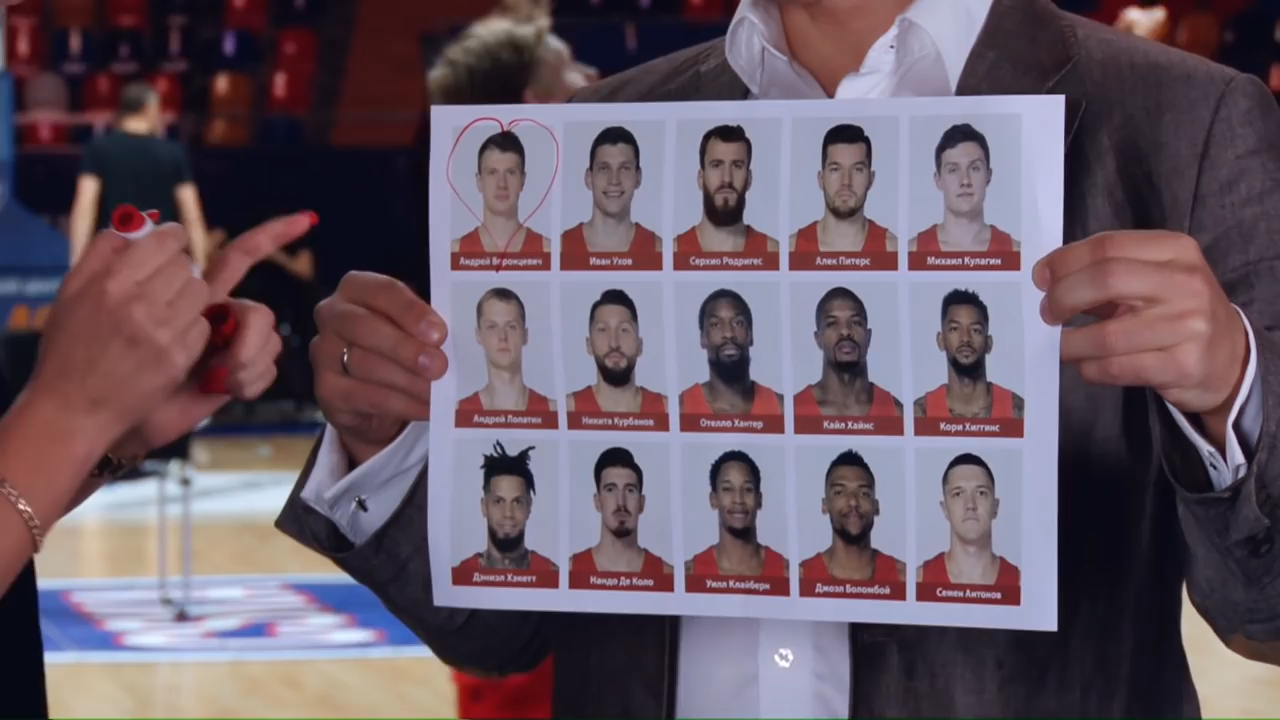 Андрей Воронцевич
Иван Ухов
Серхио Родригес
Алек Питерс
Михаил Кулагин
Андрей Лопатин
Никита Курбанов
Отелло Хантер
Кайл Хайнс
Кори Хиггинс
Дэниэл Хэкетт
Нандо Де Коло
Уилл Клайберн
Джоэл Боломбой
Семен Антонов